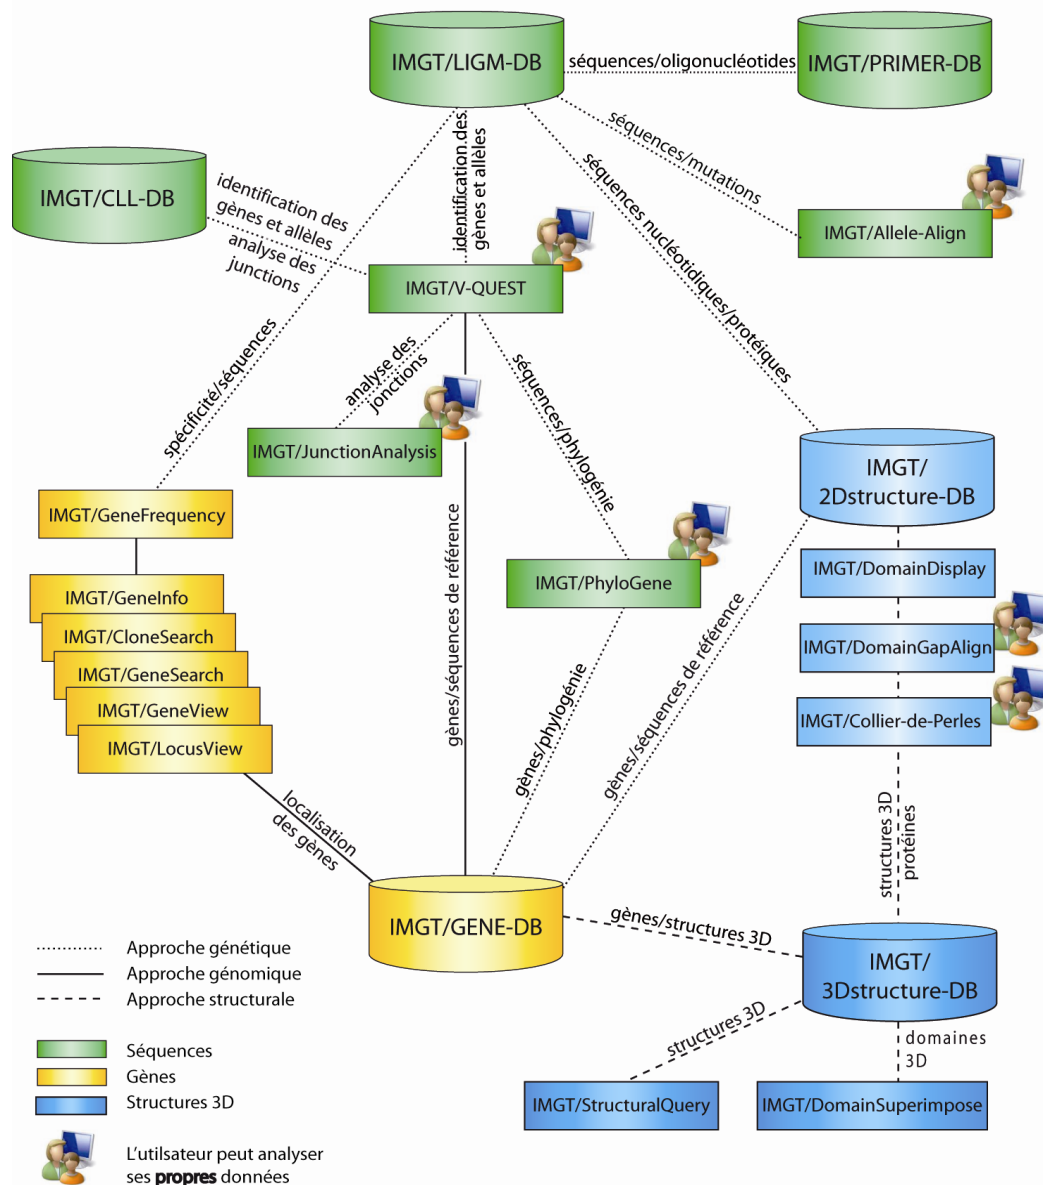 IMGT/LIGM-DB
séquences/oligonucléotides
IMGT/PRIMER-DB
IMGT/CLL-DB
identification des
gènes et allèles
analyse des
junctions
identification des
gènes et allèles
séquences/mutations
IMGT/Allele-Align
séquences nucléotidiques/protéiques
IMGT/V-QUEST
spécificité/séquences
analyse des
jonctions
séquences/phylogénie
IMGT/JunctionAnalysis
IMGT/
2Dstructure-DB
IMGT/GeneFrequency
IMGT/GeneInfo
IMGT/CloneSearch
IMGT/GeneSearch
IMGT/GeneView
IMGT/LocusView
gènes/séquences de référence
IMGT/PhyloGene
IMGT/DomainDisplay
IMGT/DomainGapAlign
IMGT/Collier-de-Perles
gènes/phylogénie
gènes/séquences de référence
localisation
des gènes
structures 3D
protéines
IMGT/GENE-DB
gènes/structures 3D
IMGT/
3Dstructure-DB
structures 3D
domaines
3D
IMGT/StructuralQuery
IMGT/DomainSuperimpose
Approche génétique
Approche génomique
Approche structurale
Séquences
Gènes
Structures 3D
L'utilsateur peut analyser
ses propres données